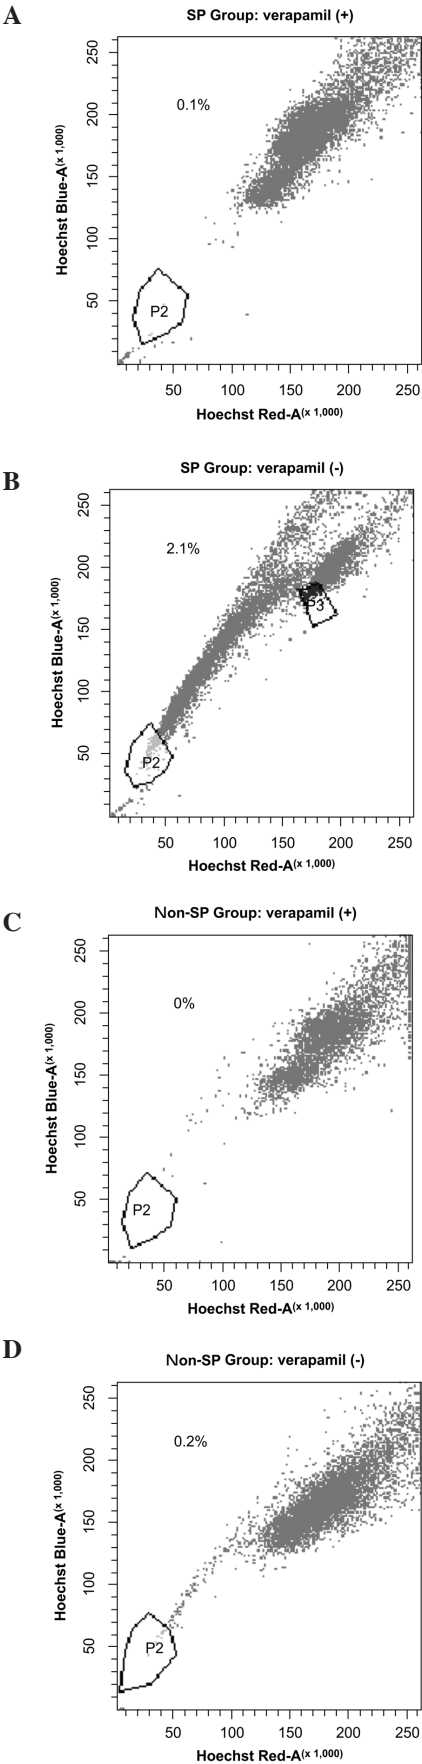 A
SP Group: verapamil (+)
250
200
150
100
50
0.1%
P2
Hoechst Blue-A(x 1,000)
50 100 150 200 250
Hoechst Red-A(x 1,000)
B
SP Group: verapamil (-)
250
200
150
100
50
2.1%
P3
P2
Hoechst Blue-A(x 1,000)
50 100 150 200 250
Hoechst Red-A(x 1,000)
C
Non-SP Group: verapamil (+)
250
200
150
100
50
0%
P2
Hoechst Blue-A(x 1,000)
50 100 150 200 250
Hoechst Red-A(x 1,000)
D
Non-SP Group: verapamil (-)
250
200
150
100
50
0.2%
P2
Hoechst Blue-A(x 1,000)
50 100 150 200 250
Hoechst Red-A(x 1,000)